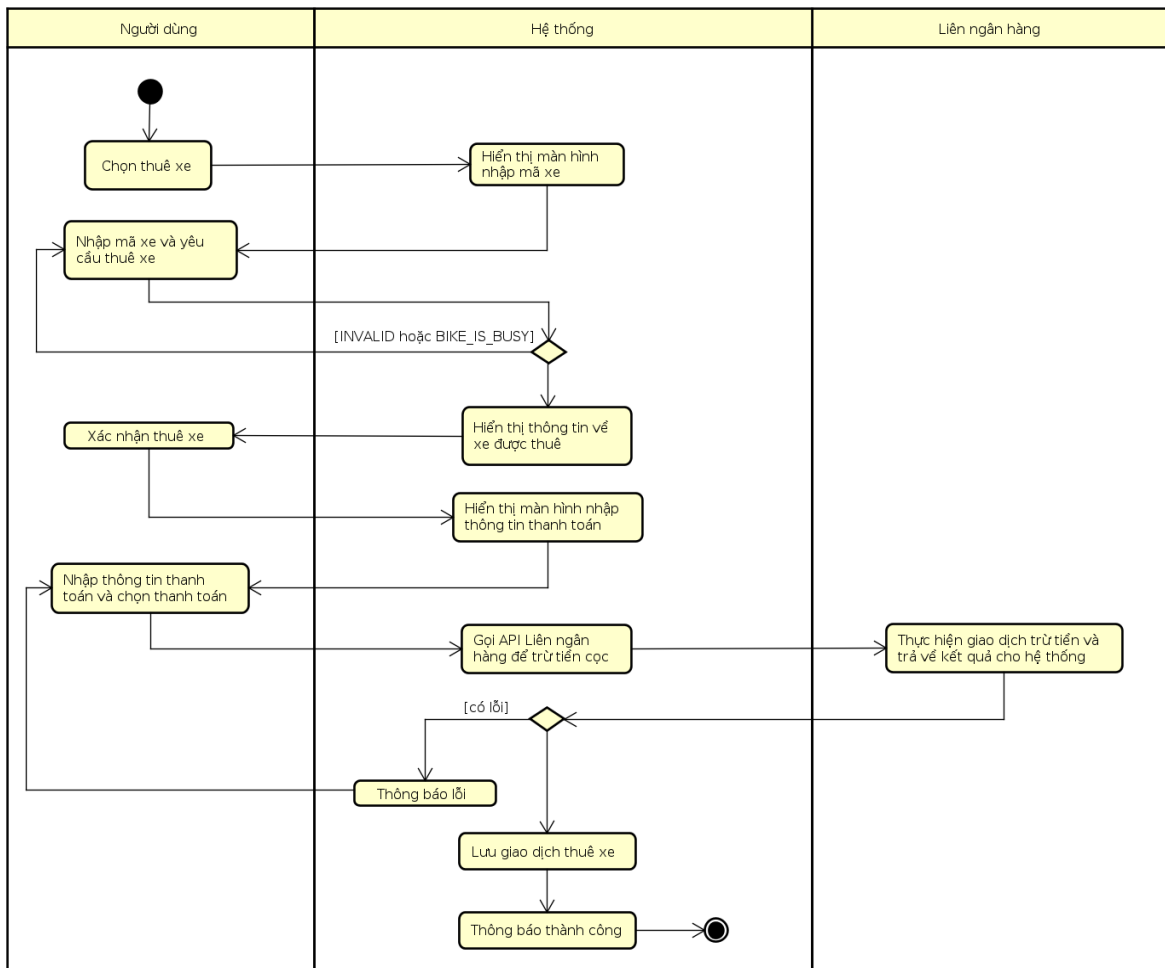 Người dùng
Hệ thống
Liên ngân hàng
Chọn thuê xe
Hiển thị màn hình
nhập mã xe
Nhập mã xe và yêu
cầu thuê xe
[INVALID hoặc BIKE_IS_BUSY]
Hiển thị thông tin về
xe được thuê
Xác nhận thuê xe
Hiển thị màn hình nhập
thông tin thanh toán
Nhập thông tin thanh
toán và chọn thanh toán
Gọi API Liên ngân
hàng để trừ tiền cọc
Thực hiện giao dịch trừ tiền và
trả về kết quả cho hệ thống
[có lỗi]
Thông báo lỗi
Lưu giao dịch thuê xe
Thông báo thành công